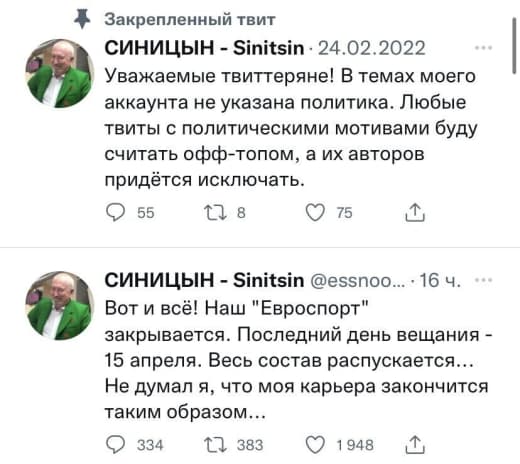 Закрепленный твит
СИНИЦЫН - Sinitsin · 24.02.2022
Уважаемые твиттеряне! В темах моего
аккаунта не указана политика. Любые
твиты с политическими мотивами буду
считать офф-топом, а их авторов
придётся исключать.
55 8 75
СИНИЦЫН - Sinitsin @essnoo... · 16 ч.
Вот и всё! Наш "Евроспорт"
закрывается. Последний день вещания -
15 апреля. Весь состав распускается...
Не думал я, что моя карьера закончится
таким образом...
334 383 1 948